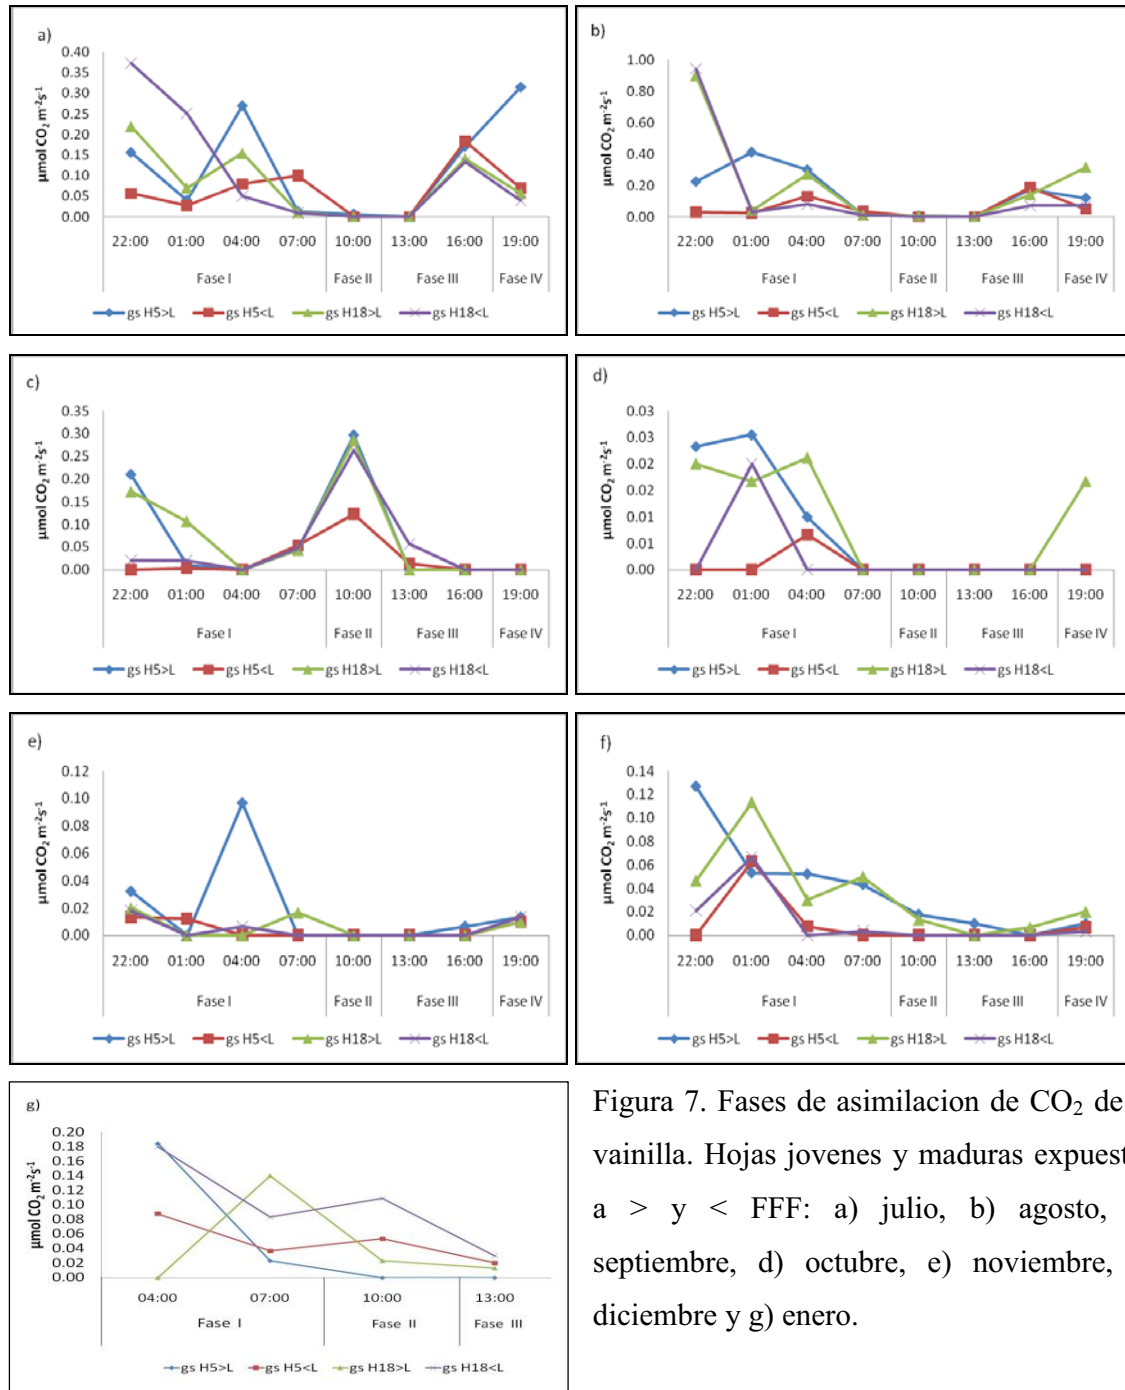 a)
µmol CO₂ m⁻²s⁻¹
0.40
0.35
0.30
0.25
0.20
0.15
0.10
0.05
0.00
22:00 01:00 04:00 07:00 10:00 13:00 16:00 19:00
Fase I Fase II Fase III Fase IV
gs H5>L gs H5<L gs H18>L gs H18<L
b)
µmol CO₂ m⁻²s⁻¹
1.00
0.80
0.60
0.40
0.20
0.00
22:00 01:00 04:00 07:00 10:00 13:00 16:00 19:00
Fase I Fase II Fase III Fase IV
gs H5>L gs H5<L gs H18>L gs H18<L
c)
µmol CO₂ m⁻²s⁻¹
0.35
0.30
0.25
0.20
0.15
0.10
0.05
0.00
22:00 01:00 04:00 07:00 10:00 13:00 16:00 19:00
Fase I Fase II Fase III Fase IV
gs H5>L gs H5<L gs H18>L gs H18<L
d)
µmol CO₂ m⁻²s⁻¹
0.03
0.03
0.02
0.02
0.01
0.01
0.00
22:00 01:00 04:00 07:00 10:00 13:00 16:00 19:00
Fase I Fase II Fase III Fase IV
gs H5>L gs H5<L gs H18>L gs H18<L
e)
µmol CO₂ m⁻²s⁻¹
0.12
0.10
0.08
0.06
0.04
0.02
0.00
22:00 01:00 04:00 07:00 10:00 13:00 16:00 19:00
Fase I Fase II Fase III Fase IV
gs H5>L gs H5<L gs H18>L gs H18<L
f)
µmol CO₂ m⁻²s⁻¹
0.14
0.12
0.10
0.08
0.06
0.04
0.02
0.00
22:00 01:00 04:00 07:00 10:00 13:00 16:00 19:00
Fase I Fase II Fase III Fase IV
gs H5>L gs H5<L gs H18>L gs H18<L
g)
µmol CO₂ m⁻²s⁻¹
0.20
0.18
0.16
0.14
0.12
0.10
0.08
0.06
0.04
0.02
0.00
04:00 07:00 10:00 13:00
Fase I Fase II Fase III
gs H5>L gs H5<L gs H18>L gs H18<L
Figura 7. Fases de asimilacion de CO₂ de
vainilla. Hojas jovenes y maduras expuest
a > y < FFF: a) julio, b) agosto,
septiembre, d) octubre, e) noviembre,
diciembre y g) enero.